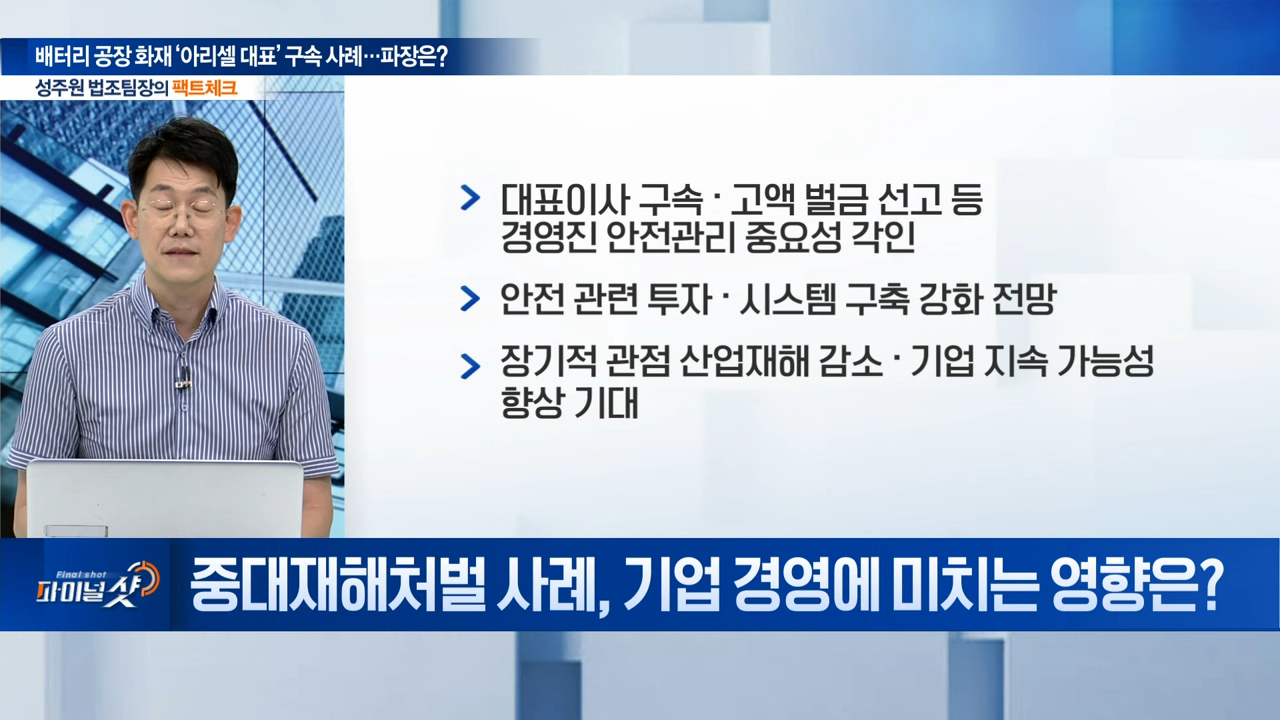 배터리 공장 화재 ‘아리셀 대표’ 구속 사례…파장은?
성주원 법조팀장의 팩트체크
대표이사 구속·고액 벌금 선고 등
경영진 안전관리 중요성 각인
안전 관련 투자·시스템 구축 강화 전망
장기적 관점 산업재해 감소·기업 지속 가능성
향상 기대
Final shot
파이널샷
중대재해처벌 사례, 기업 경영에 미치는 영향은?